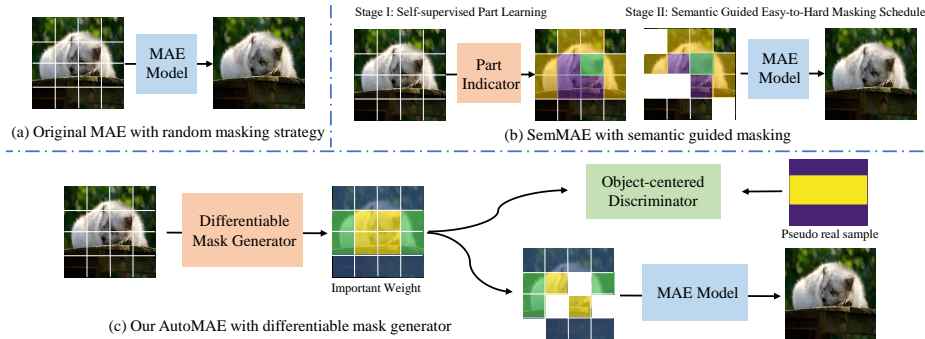 MAE
Model
(a) Original MAE with random masking strategy
Stage I: Self-supervised Part Learning
Stage II: Semantic Guided Easy-to-Hard Masking Schedule
Part
Indicator
MAE
Model
(b) SemMAE with semantic guided masking
Differentiable
Mask Generator
Important Weight
Object-centered
Discriminator
Pseudo real sample
MAE Model
(c) Our AutoMAE with differentiable mask generator